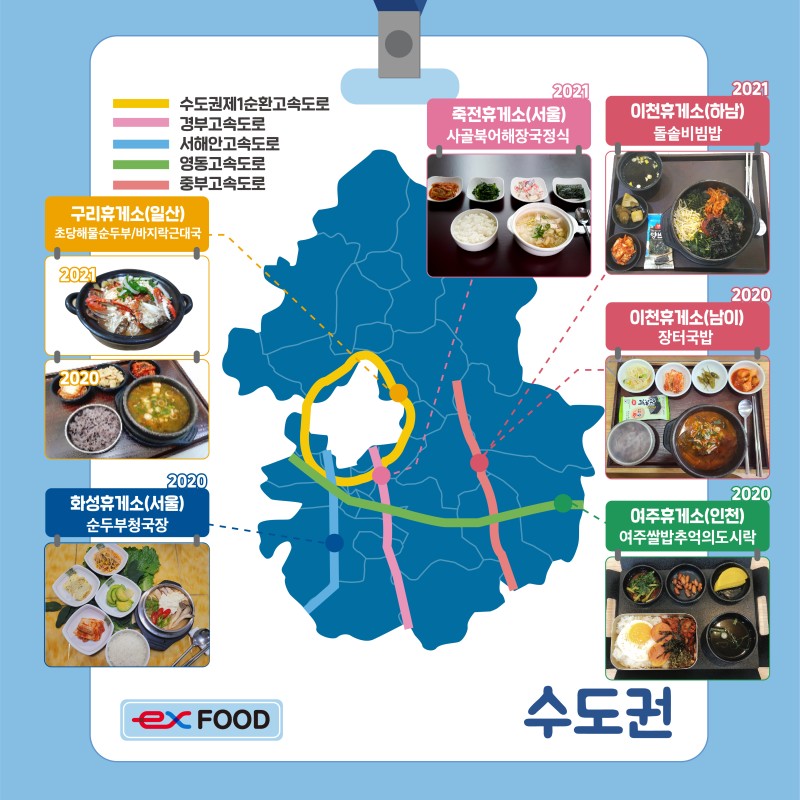 수도권제1순환고속도로
경부고속도로
서해안고속도로
영동고속도로
중부고속도로
2021
죽전휴게소(서울)
사골북어해장국정식
2021
이천휴게소(하남)
돌솥비빔밥
구리휴게소(일산)
초당해물순두부/바지락근대국
2021
2020
2020
이천휴게소(남이)
장터국밥
2020
화성휴게소(서울)
순두부청국장
2020
여주휴게소(인천)
여주쌀밥추억의도시락
ex FOOD
수도권